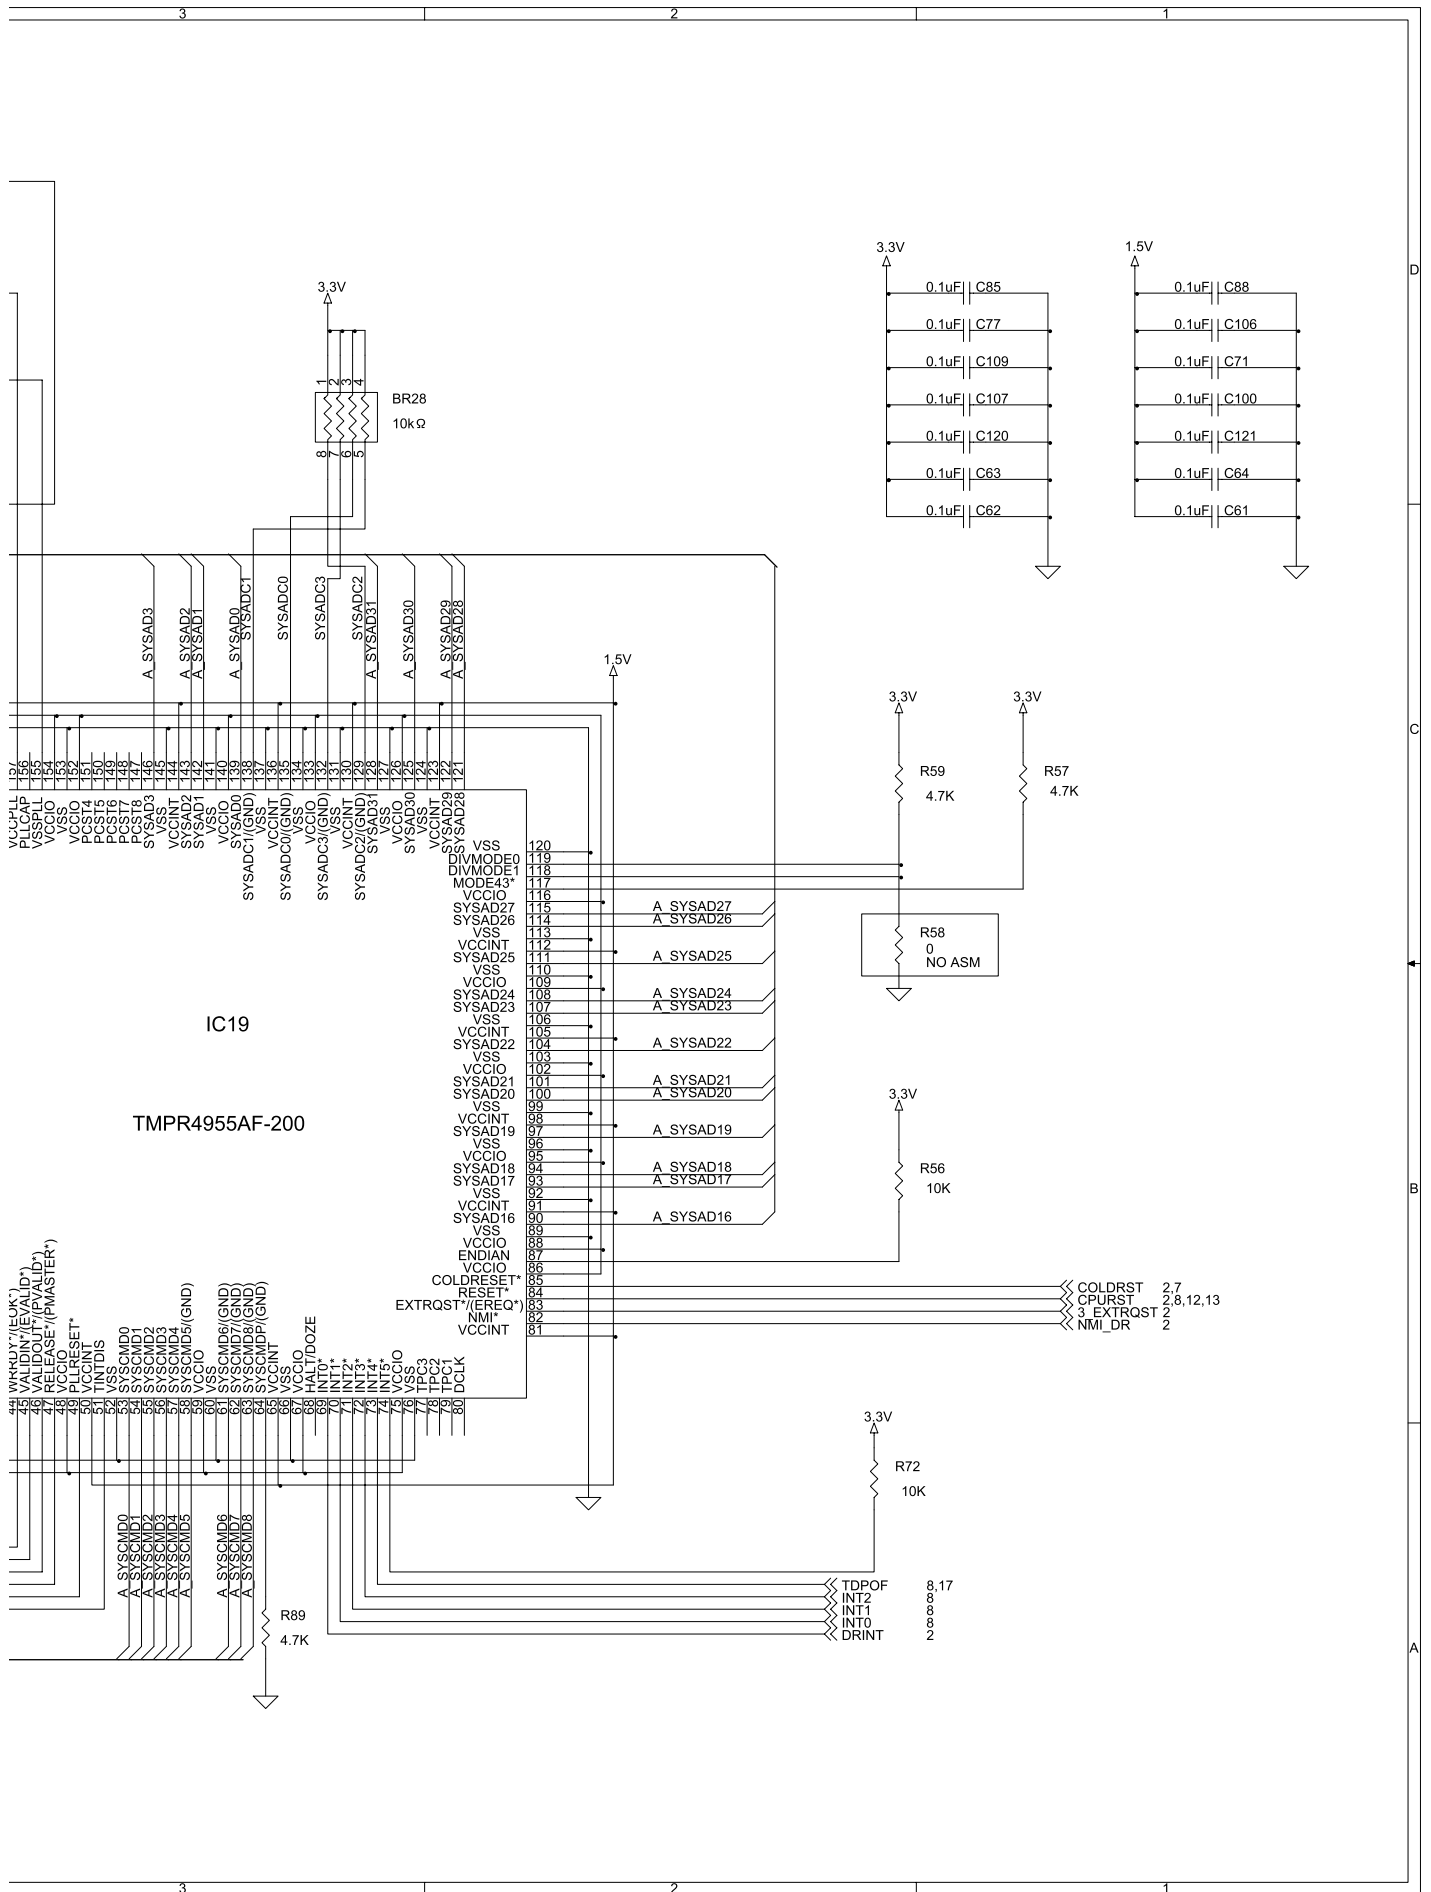 3 2 1
D
C
B
A
3.3V
1 2 3 4
BR28
10kΩ
8 7 6 5
3.3V
0.1uF C85
0.1uF C77
0.1uF C109
0.1uF C107
0.1uF C120
0.1uF C63
0.1uF C62
1.5V
0.1uF C88
0.1uF C106
0.1uF C71
0.1uF C100
0.1uF C121
0.1uF C64
0.1uF C61
A_SYSAD3
A_SYSAD2
A_SYSAD1
A_SYSAD0
SYSADC1
SYSADC0
SYSADC3
SYSADC2
A_SYSAD31
A_SYSAD30
A_SYSAD29
A_SYSAD28
1.5V
157 VCCPLL
156 PLLCAP
155 VSSPLL
154 VCCIO
153 VSS
152 VCCIO
151 PCST4
150 PCST5
149 PCST6
148 PCST7
147 PCST8
146 SYSAD3
145 VSS
144 VCCINT
143 SYSAD2
142 SYSAD1
141 VSS
140 VCCIO
139 SYSAD0
138 SYSADC1/(GND)
137 VSS
136 VCCINT
135 SYSADC0/(GND)
134 VSS
133 VCCIO
132 SYSADC3/(GND)
131 VSS
130 VCCINT
129 SYSADC2/(GND)
128 SYSAD31
127 VSS
126 VCCIO
125 SYSAD30
124 VSS
123 VCCINT
122 SYSAD29
121 SYSAD28
3.3V
R59
4.7K
3.3V
R57
4.7K
R58
0
NO ASM
VSS 120
DIVMODE0 119
DIVMODE1 118
MODE43* 117
VCCIO 116
SYSAD27 115 A_SYSAD27
SYSAD26 114 A_SYSAD26
VSS 113
VCCINT 112
SYSAD25 111 A_SYSAD25
VSS 110
VCCIO 109
SYSAD24 108 A_SYSAD24
SYSAD23 107 A_SYSAD23
VSS 106
VCCINT 105
SYSAD22 104 A_SYSAD22
VSS 103
VCCIO 102
SYSAD21 101 A_SYSAD21
SYSAD20 100 A_SYSAD20
VSS 99
VCCINT 98
SYSAD19 97 A_SYSAD19
VSS 96
VCCIO 95
SYSAD18 94 A_SYSAD18
SYSAD17 93 A_SYSAD17
VSS 92
VCCINT 91
SYSAD16 90 A_SYSAD16
VSS 89
VCCIO 88
ENDIAN 87
VCCIO 86
COLDRESET* 85
RESET* 84
EXTRQST*/(EREQ*) 83
NMI* 82
VCCINT 81
IC19
TMPR4955AF-200
3.3V
R56
10K
COLDRST 2,7
CPURST 2,8,12,13
3_EXTRQST 2
NMI_DR 2
44 WRRDY*/(EOK*)
45 VALIDIN*/(EVALID*)
46 VALIDOUT*/(PVALID*)
47 RELEASE*/(PMASTER*)
48 VCCIO
49 PLLRESET*
50 VCCINT
51 TINTDIS
52 VSS
53 SYSCMD0
54 SYSCMD1
55 SYSCMD2
56 SYSCMD3
57 SYSCMD4
58 SYSCMD5/(GND)
59 VCCIO
60 VSS
61 SYSCMD6/(GND)
62 SYSCMD7/(GND)
63 SYSCMD8/(GND)
64 SYSCMDP/(GND)
65 VCCINT
66 VSS
67 VCCIO
68 HALT/DOZE
69 INT0*
70 INT1*
71 INT2*
72 INT3*
73 INT4*
74 INT5*
75 VCCIO
76 VSS
77 TPC3
78 TPC2
79 TPC1
80 DCLK
3.3V
R72
10K
A_SYSCMD0
A_SYSCMD1
A_SYSCMD2
A_SYSCMD3
A_SYSCMD4
A_SYSCMD5
A_SYSCMD6
A_SYSCMD7
A_SYSCMD8
R89
4.7K
TDPOF 8,17
INT2 8
INT1 8
INT0 8
DRINT 2
3 2 1